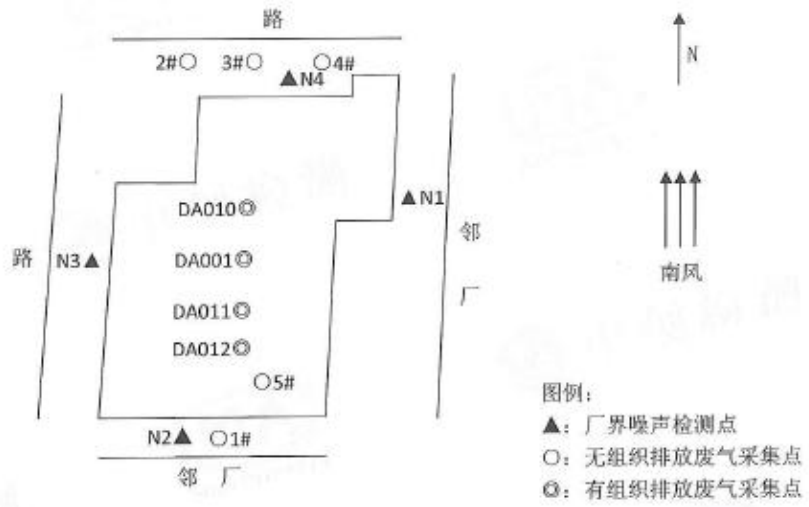 路
2#○ 3#○ ○4#
▲N4
N
DA010◎
▲N1
路
N3▲
DA001◎
邻
厂
南风
DA011◎
DA012◎
○5#
N2▲ ○1#
邻 厂
图例:
▲: 厂界噪声检测点
○: 无组织排放废气采集点
◎: 有组织排放废气采集点